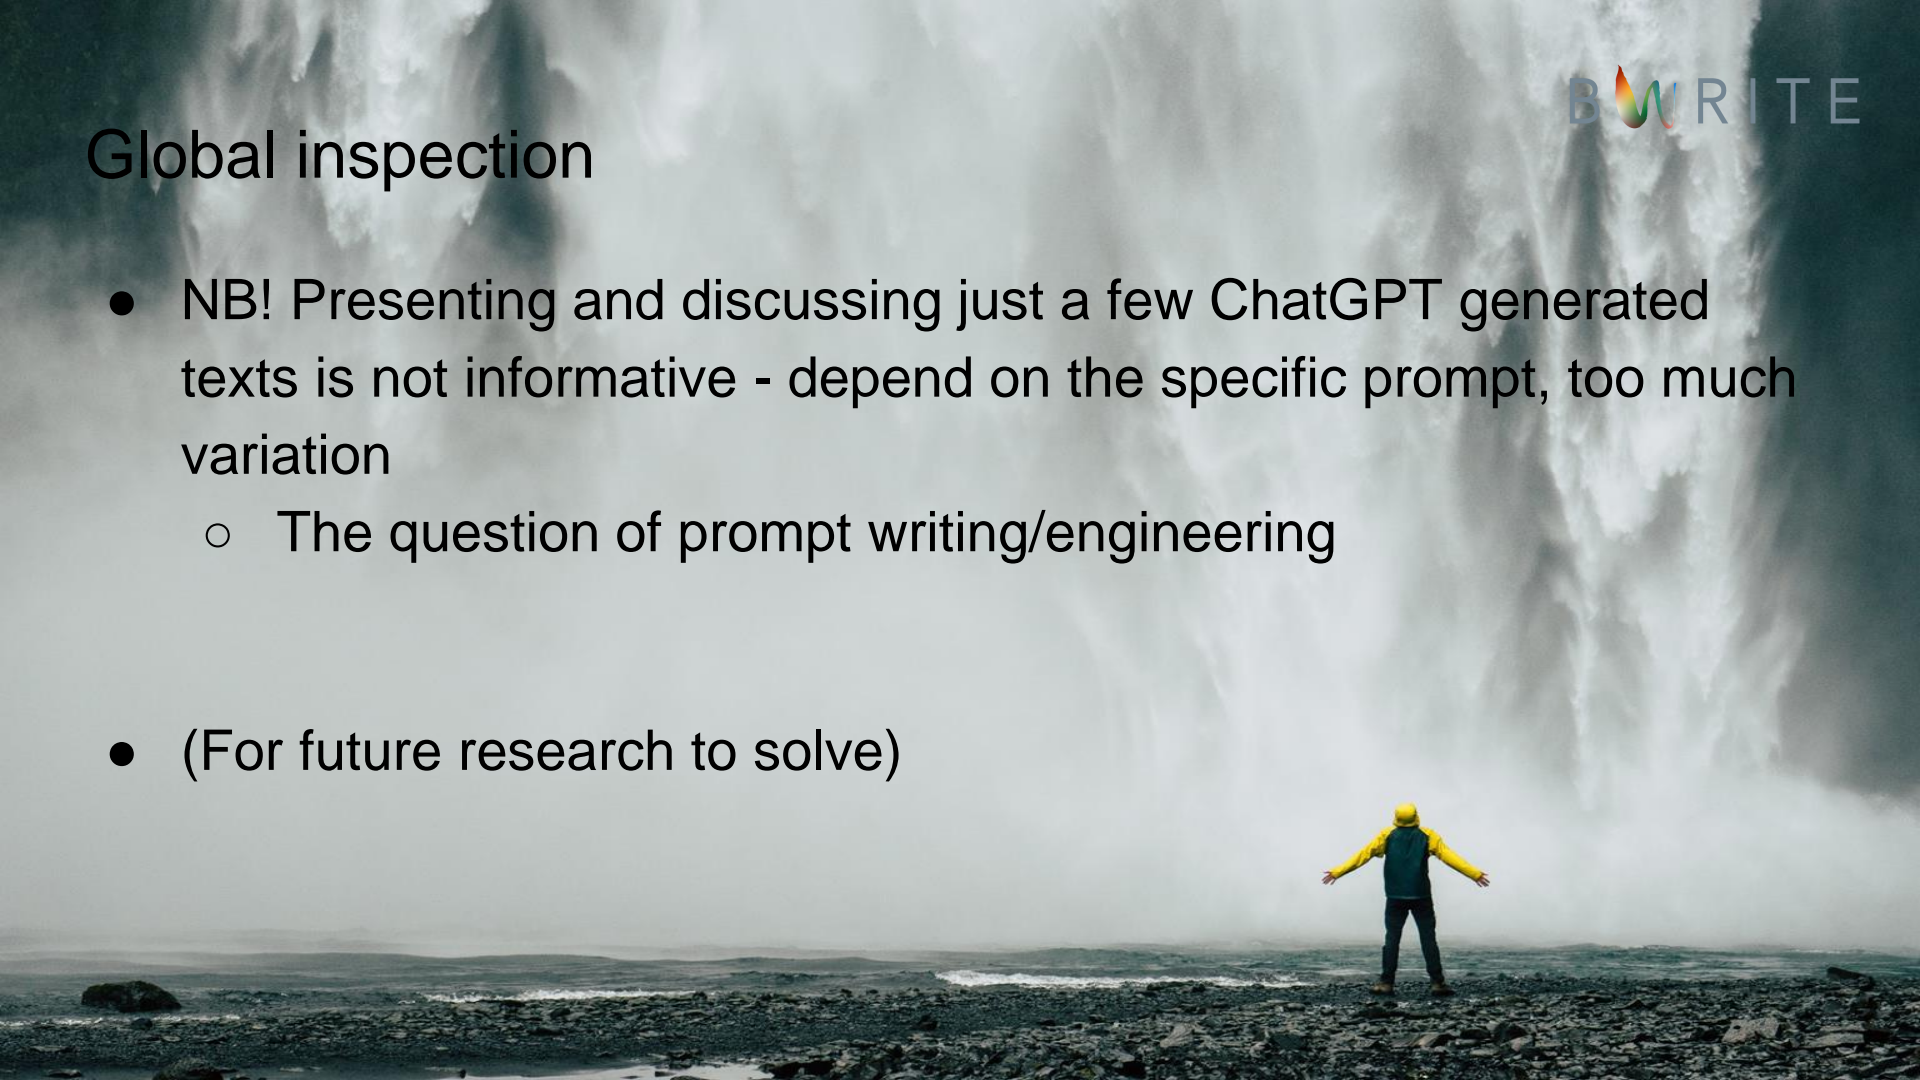 BWRITE
Global inspection
● NB! Presenting and discussing just a few ChatGPT generated
texts is not informative - depend on the specific prompt, too much
variation
○ The question of prompt writing/engineering
● (For future research to solve)